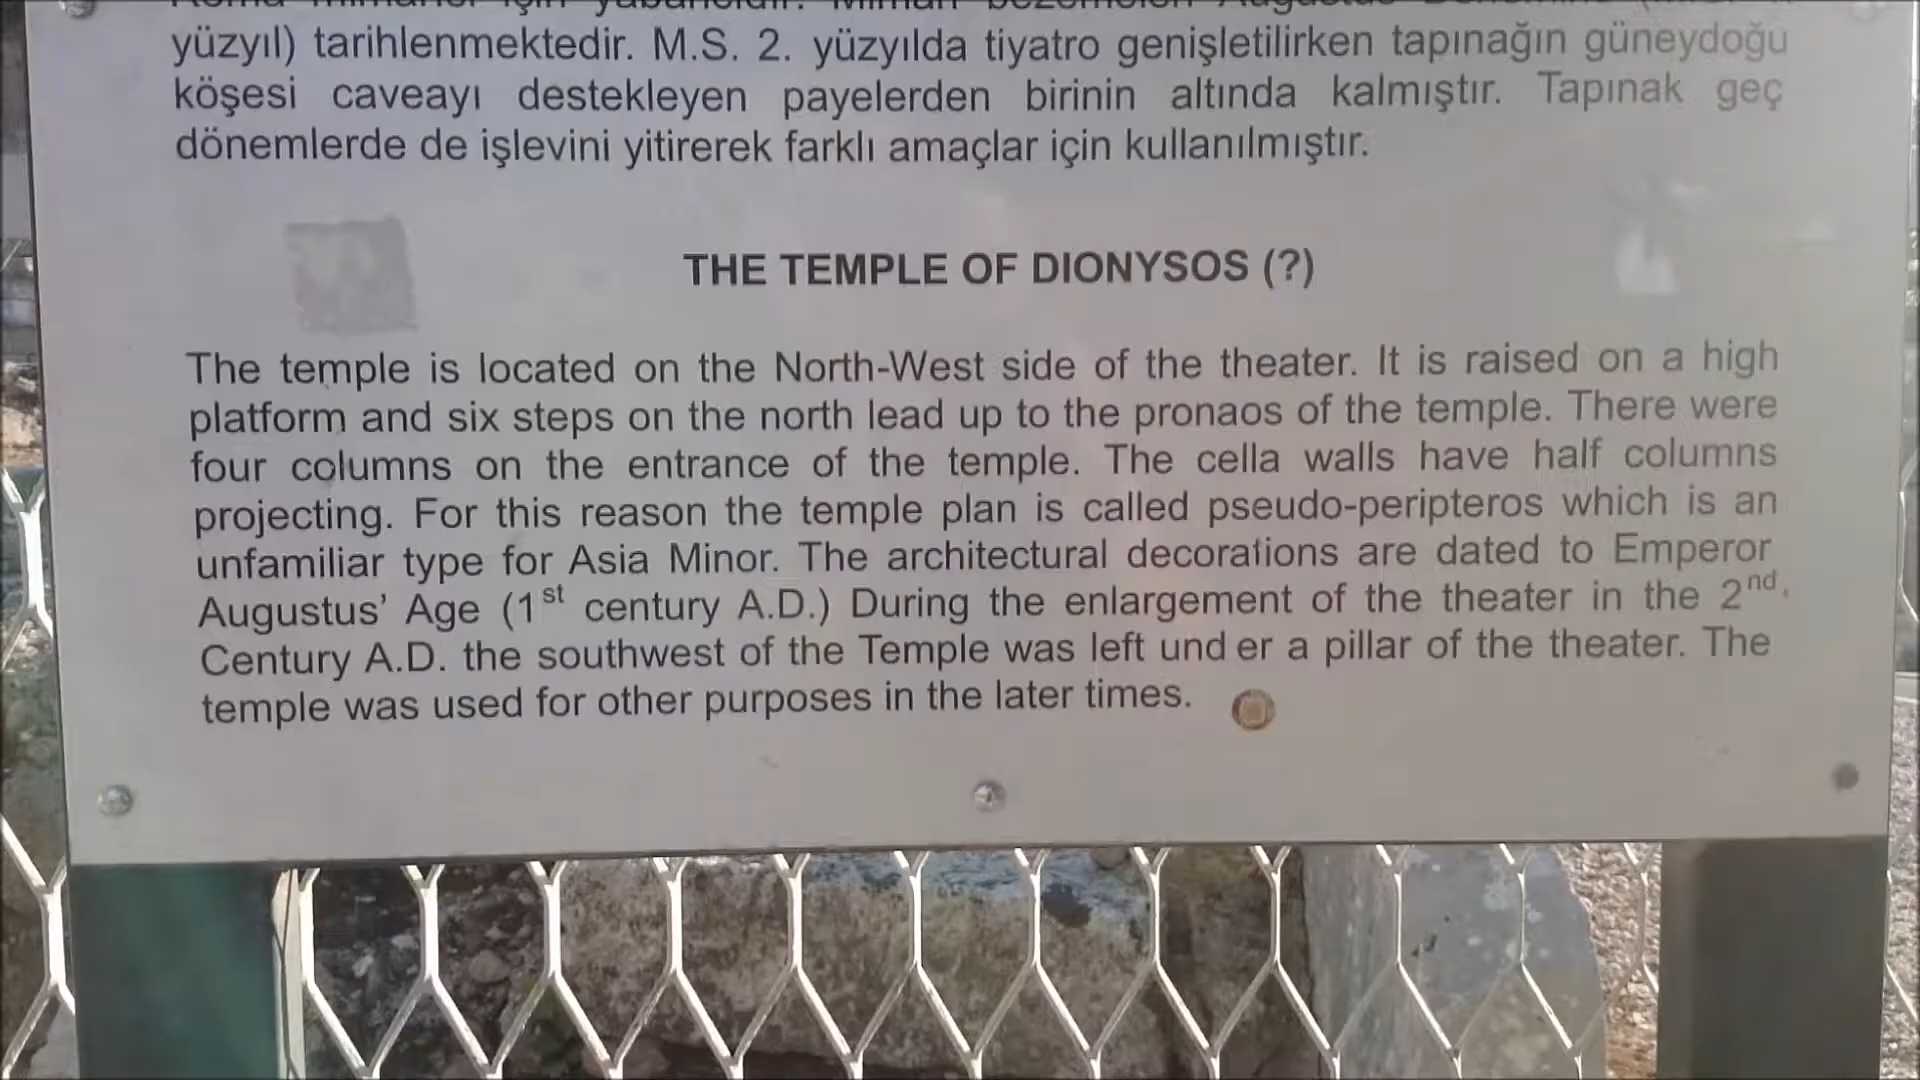 yüzyıl) tarihlenmektedir. M.S. 2. yüzyılda tiyatro genişletilirken tapınağın güneydoğu
köşesi caveayı destekleyen payelerden birinin altında kalmıştır. Tapınak geç
dönemlerde de işlevini yitirerek farklı amaçlar için kullanılmıştır.
THE TEMPLE OF DIONYSOS (?)
The temple is located on the North-West side of the theater. It is raised on a high
platform and six steps on the north lead up to the pronaos of the temple. There were
four columns on the entrance of the temple. The cella walls have half columns
projecting. For this reason the temple plan is called pseudo-peripteros which is an
unfamiliar type for Asia Minor. The architectural decorations are dated to Emperor
Augustus’ Age (1st century A.D.) During the enlargement of the theater in the 2nd.
Century A.D. the southwest of the Temple was left und er a pillar of the theater. The
temple was used for other purposes in the later times.